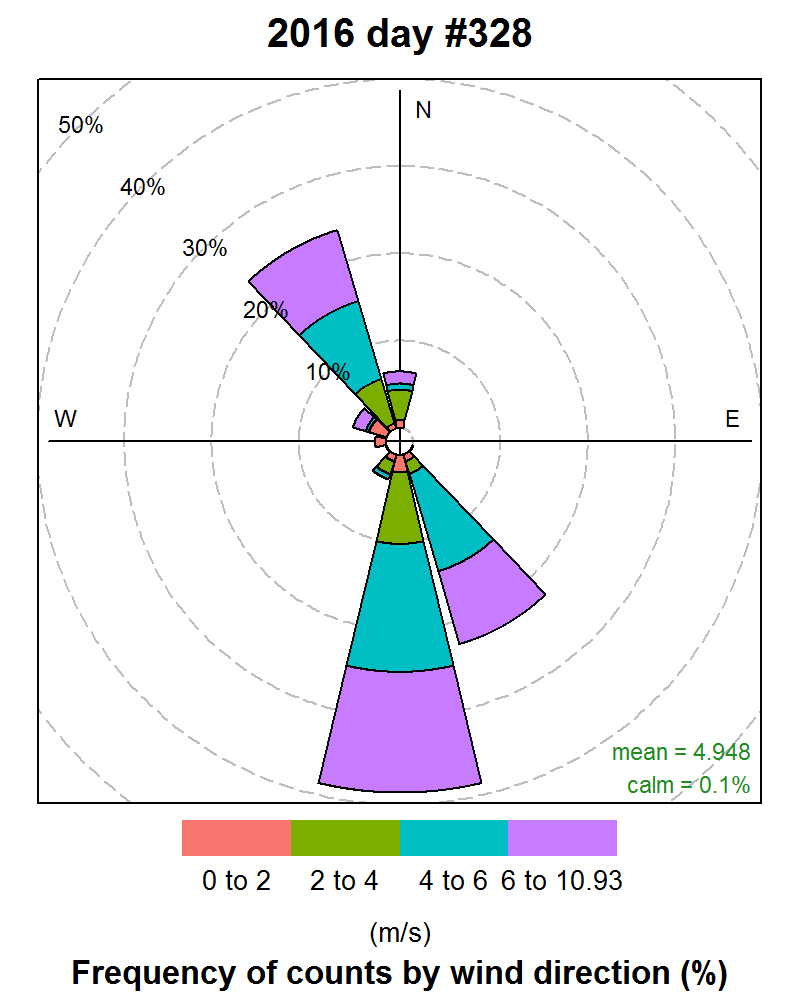 2016 day #328
N
50%
40%
30%
20%
10%
W
E
mean = 4.948
calm = 0.1%
0 to 2
2 to 4
4 to 6
6 to 10.93
(m/s)
Frequency of counts by wind direction (%)